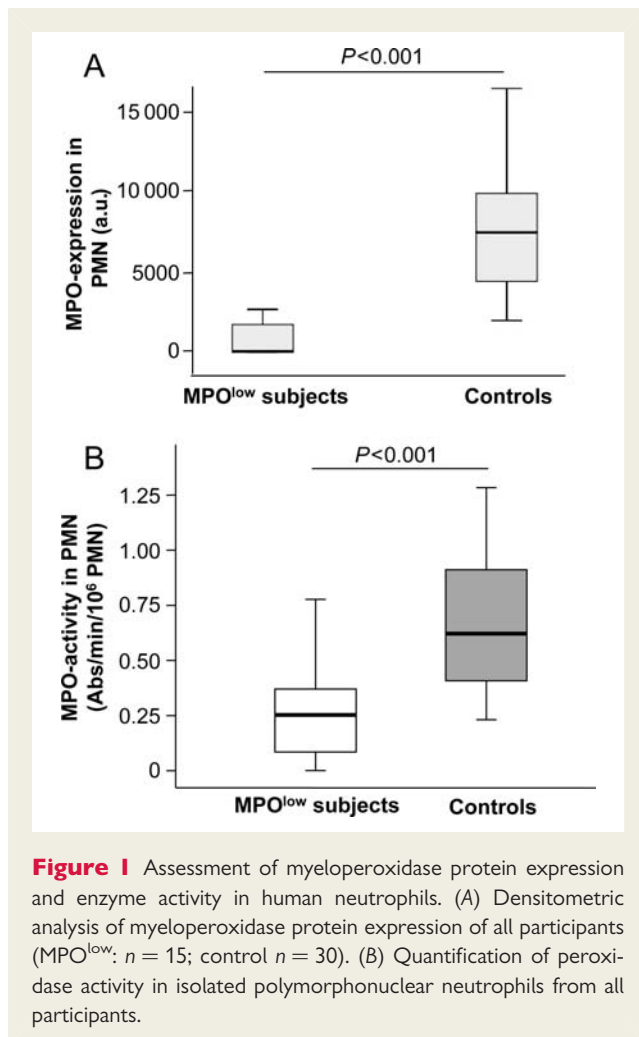 A
P<0.001
MPO-expression in
PMN (a.u.)
15 000
10 000
5000
0
MPOˡᵒʷ subjects
Controls
B
P<0.001
MPO-activity in PMN
(Abs/min/10⁶ PMN)
1.25
1.00
0.75
0.50
0.25
0
MPOˡᵒʷ subjects
Controls
Figure 1 Assessment of myeloperoxidase protein expression
and enzyme activity in human neutrophils. (A) Densitometric
analysis of myeloperoxidase protein expression of all participants
(MPOˡᵒʷ: n = 15; control n = 30). (B) Quantification of peroxi-
dase activity in isolated polymorphonuclear neutrophils from all
participants.